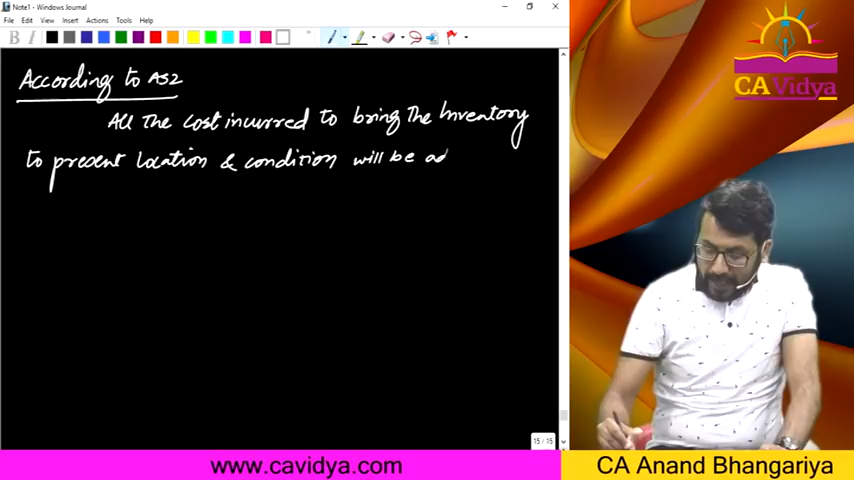 Note1 - Windows Journal
File Edit View Insert Actions Tools Help
B I
According to AS2
All the cost incurred to bring the Inventory
to present location & condition will be ad
15 / 15
CA Vidya
www.cavidya.com
CA Anand Bhangariya